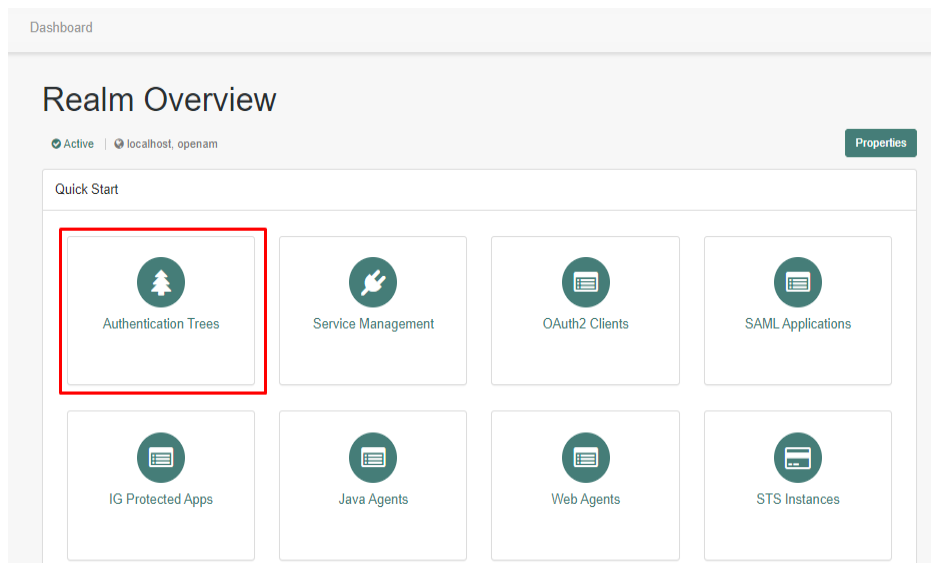 Dashboard
Realm Overview
Active
localhost, openam
Properties
Quick Start
Authentication Trees
Service Management
OAuth2 Clients
SAML Applications
IG Protected Apps
Java Agents
Web Agents
STS Instances